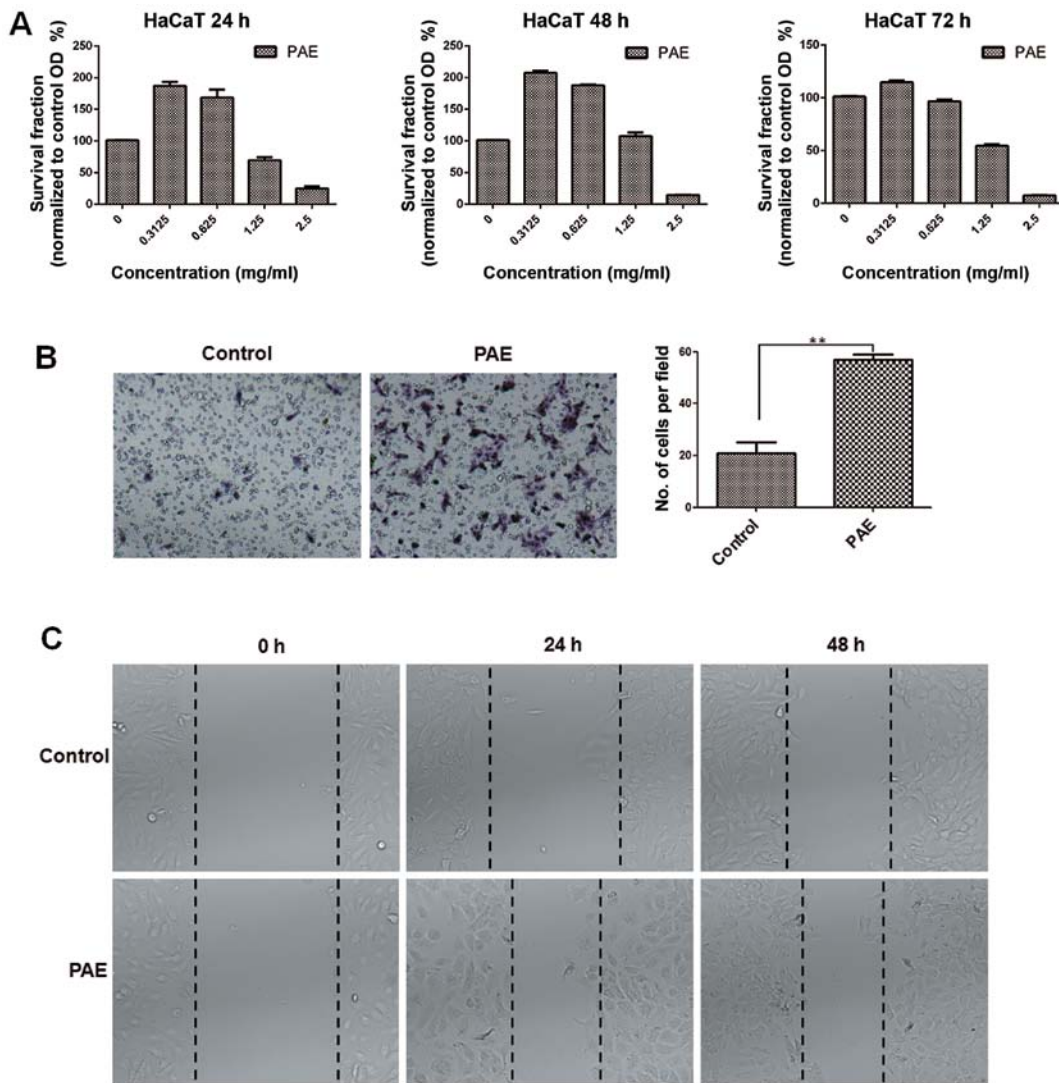 A
HaCaT 24 h
PAE
Survival fraction
(normalized to control OD %)
250
200
150
100
50
0
0
0.3125
0.625
1.25
2.5
Concentration (mg/ml)
HaCaT 48 h
PAE
Survival fraction
(normalized to control OD %)
250
200
150
100
50
0
0
0.3125
0.625
1.25
2.5
Concentration (mg/ml)
HaCaT 72 h
PAE
Survival fraction
(normalized to control OD %)
150
100
50
0
0
0.3125
0.625
1.25
2.5
Concentration (mg/ml)
B
Control
PAE
No. of cells per field
60
40
20
0
**
Control
PAE
C
0 h
24 h
48 h
Control
PAE